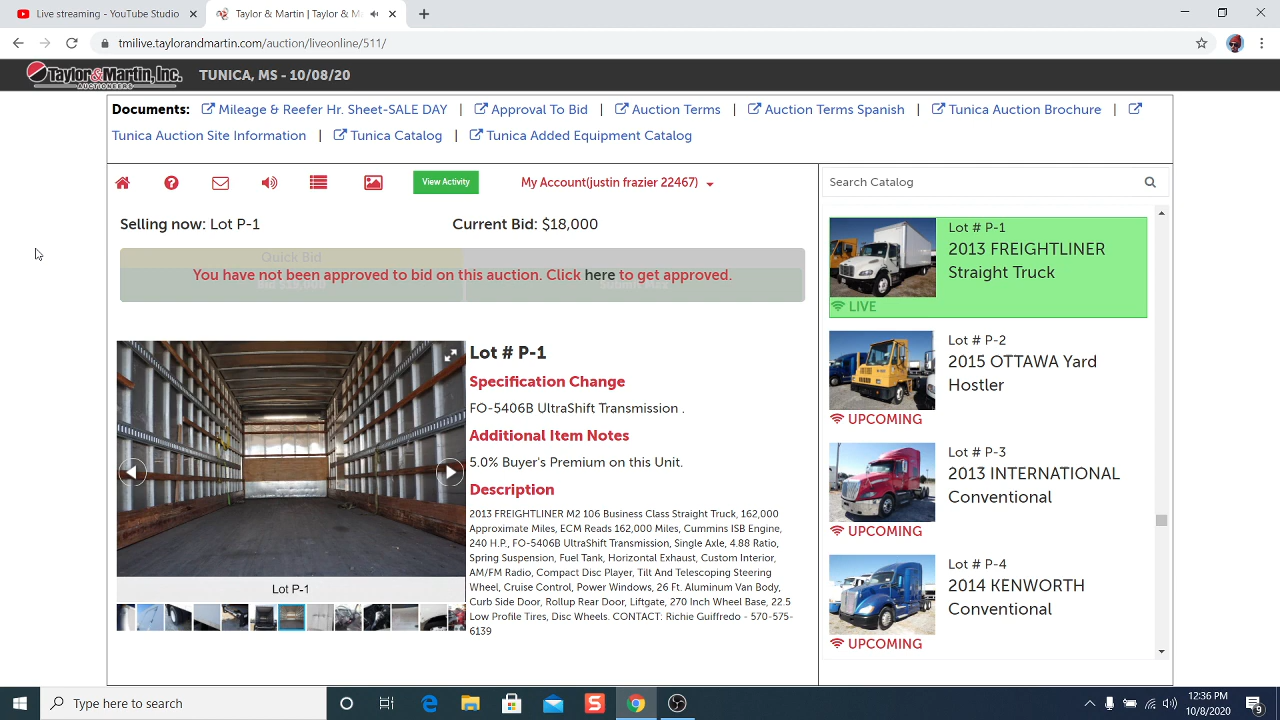 Live streaming - YouTube Studio
Taylor & Martin | Taylor & M
tmlive.taylorandmartin.com/auction/liveonline/511/
Taylor&Martin, Inc. TUNICA, MS - 10/08/20
AUCTIONEERS
Documents: Mileage & Reefer Hr. Sheet-SALE DAY | Approval To Bid | Auction Terms | Auction Terms Spanish | Tunica Auction Brochure |
Tunica Auction Site Information | Tunica Catalog | Tunica Added Equipment Catalog
View Activity
My Account(justin frazier 22467)
Selling now: Lot P-1
Current Bid: $18,000
Quick Bid
You have not been approved to bid on this auction. Click here to get approved.
Lot # P-1
Specification Change
FO-5406B UltraShift Transmission .
Additional Item Notes
5.0% Buyer's Premium on this Unit.
Description
2013 FREIGHTLINER M2 106 Business Class Straight Truck, 162,000
Approximate Miles, ECM Reads 162,000 Miles, Cummins ISB Engine,
240 H.P., FO-5406B UltraShift Transmission, Single Axle, 4.88 Ratio,
Spring Suspension, Fuel Tank, Horizontal Exhaust, Custom Interior,
AM/FM Radio, Compact Disc Player, Tilt And Telescoping Steering
Wheel, Cruise Control, Power Windows, 26 Ft. Aluminum Van Body,
Curb Side Door, Rollup Rear Door, Liftgate, 270 Inch Wheel Base, 22.5
Low Profile Tires, Disc Wheels. CONTACT: Richie Guiffredo - 570-575-
6139
Lot P-1
Search Catalog
Lot # P-1
2013 FREIGHTLINER
Straight Truck
LIVE
Lot # P-2
2015 OTTAWA Yard
Hostler
UPCOMING
Lot # P-3
2013 INTERNATIONAL
Conventional
UPCOMING
Lot # P-4
2014 KENWORTH
Conventional
UPCOMING
Type here to search
12:36 PM
10/8/2020
9